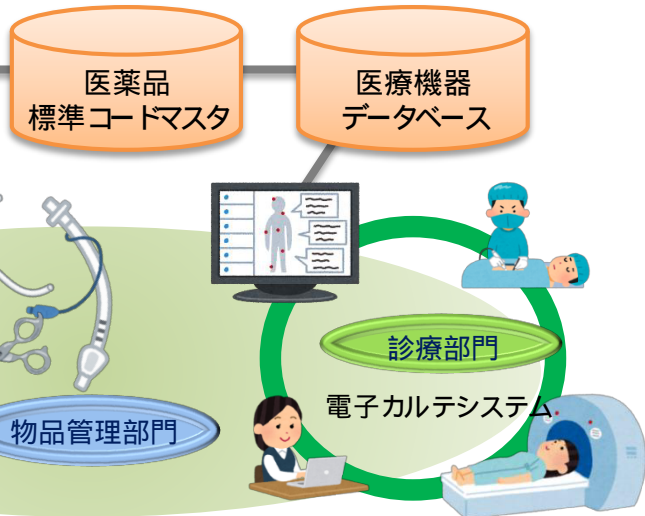 医薬品
標準コードマスタ
医療機器
データベース
診療部門
電子カルテシステム
物品管理部門